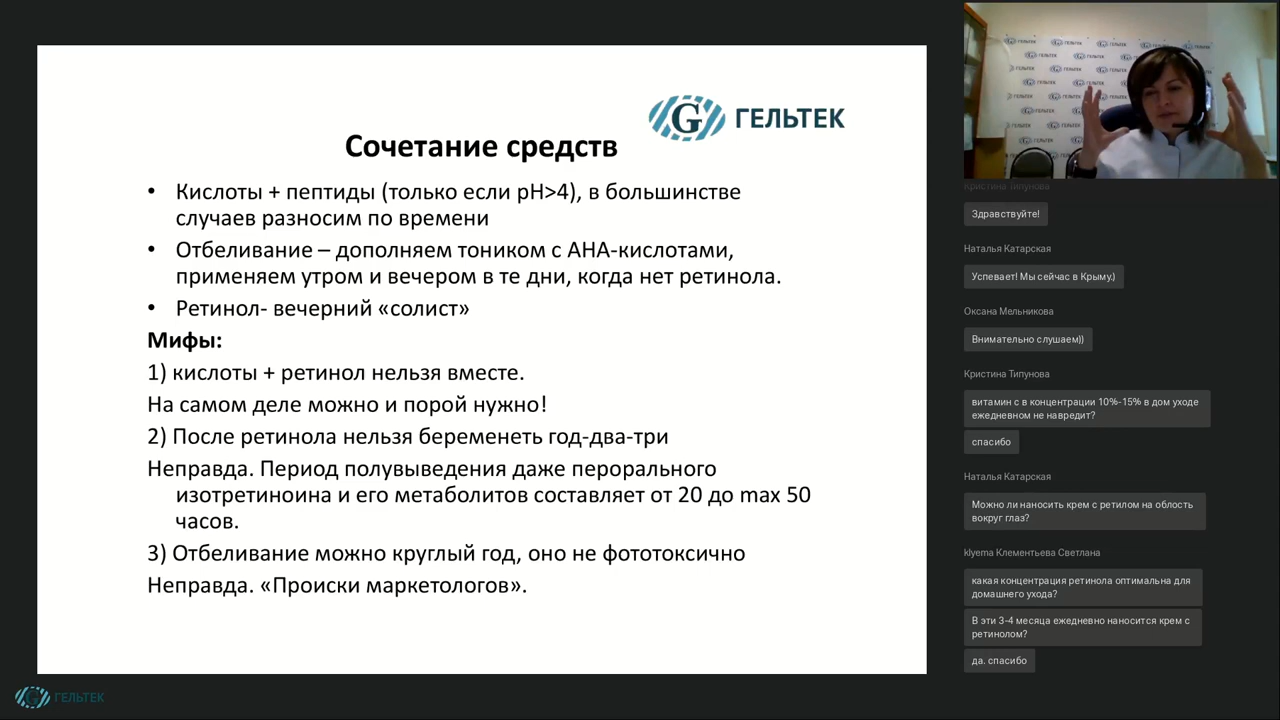 ГЕЛЬТЕК
Сочетание средств
• Кислоты + пептиды (только если pH>4), в большинстве
случаев разносим по времени
• Отбеливание – дополняем тоником с АНА-кислотами,
применяем утром и вечером в те дни, когда нет ретинола.
• Ретинол- вечерний «солист»
Мифы:
1) кислоты + ретинол нельзя вместе.
На самом деле можно и порой нужно!
2) После ретинола нельзя беременеть год-два-три
Неправда. Период полувыведения даже перорального
изотретиноина и его метаболитов составляет от 20 до max 50
часов.
3) Отбеливание можно круглый год, оно не фототоксично
Неправда. «Происки маркетологов».
ГЕЛЬТЕК
Кристина Типунова
Здравствуйте!
Наталья Катарская
Успевает! Мы сейчас в Крыму.)
Оксана Мельникова
Внимательно слушаем))
Кристина Типунова
витамин с в концентрации 10%-15% в дом уходе
ежедневном не навредит?
спасибо
Наталья Катарская
Можно ли наносить крем с ретилом на облость
вокруг глаз?
klyema Клементьева Светлана
какая концентрация ретинола оптимальна для
домашнего ухода?
В эти 3-4 месяца ежедневно наносится крем с
ретинолом?
да. спасибо